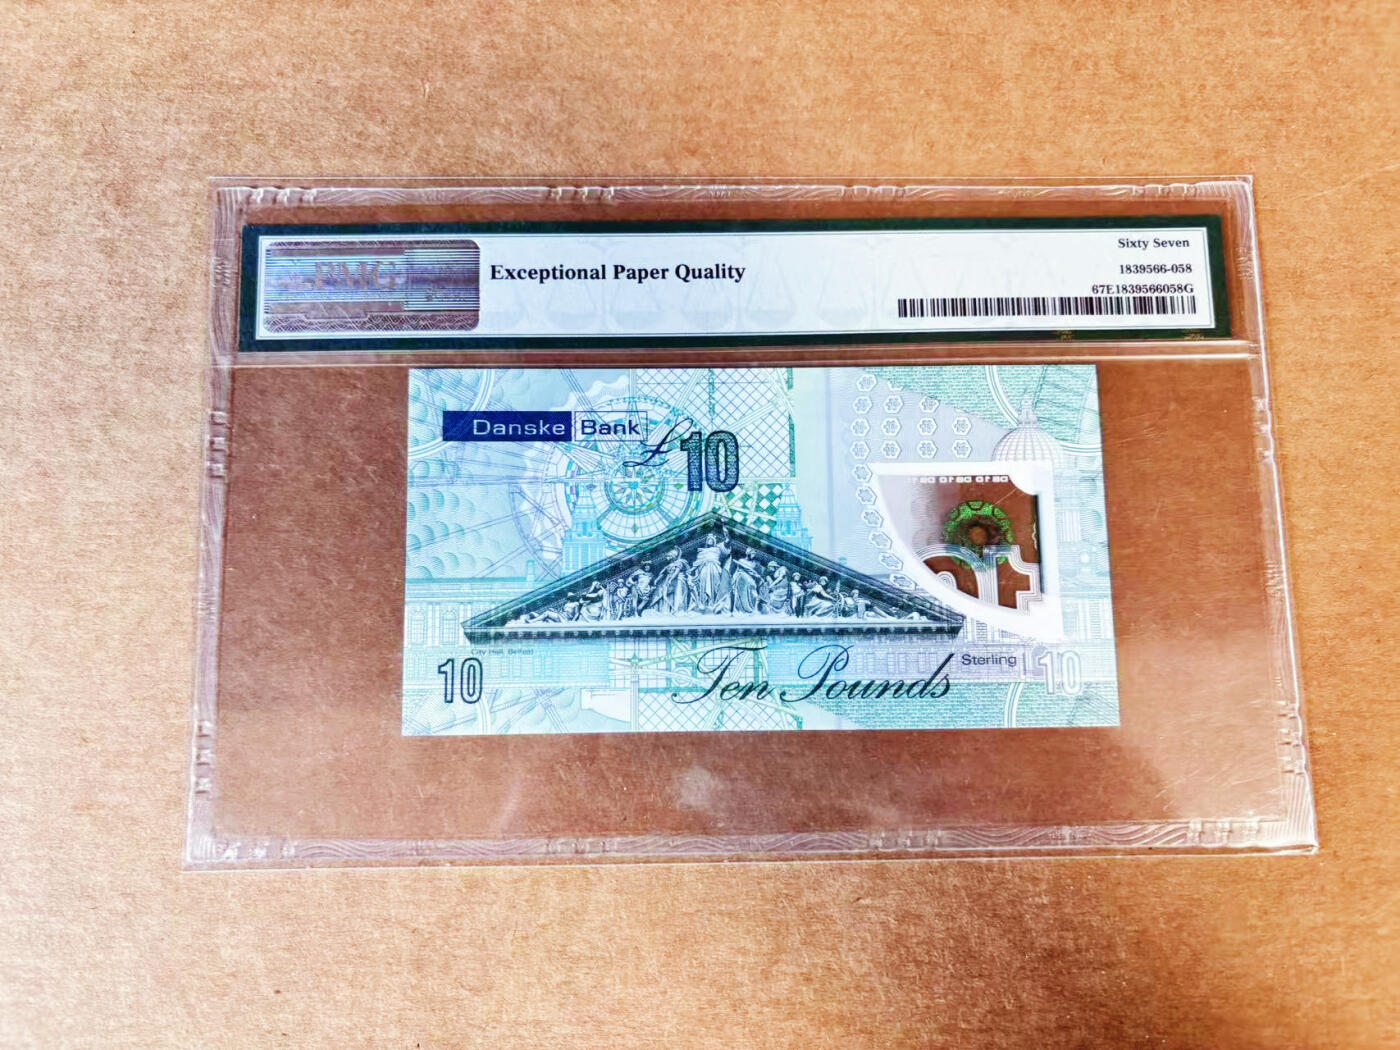 PMG
Exceptional Paper Quality
Sixty Seven
1839566-058
67E1839566058G
Danske Bank
£10
City Hall, Belfast
10
Ten Pounds
Sterling
10